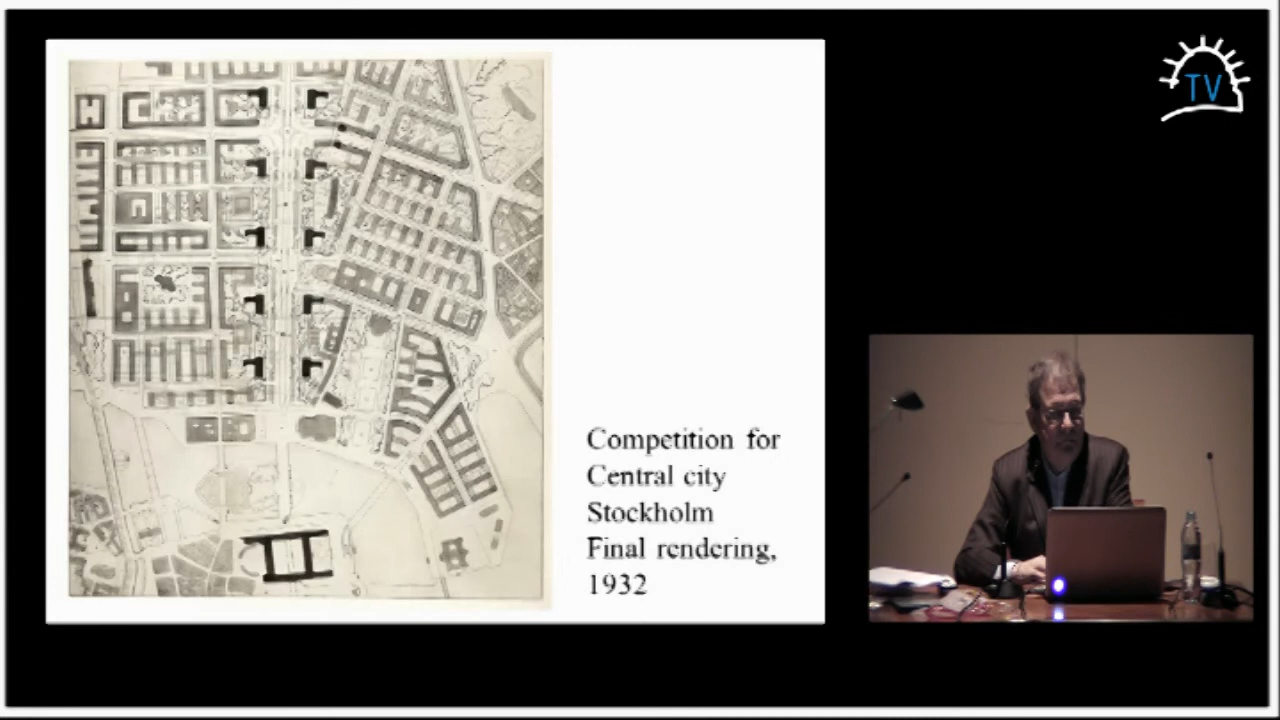 TV
Competition for
Central city
Stockholm
Final rendering,
1932